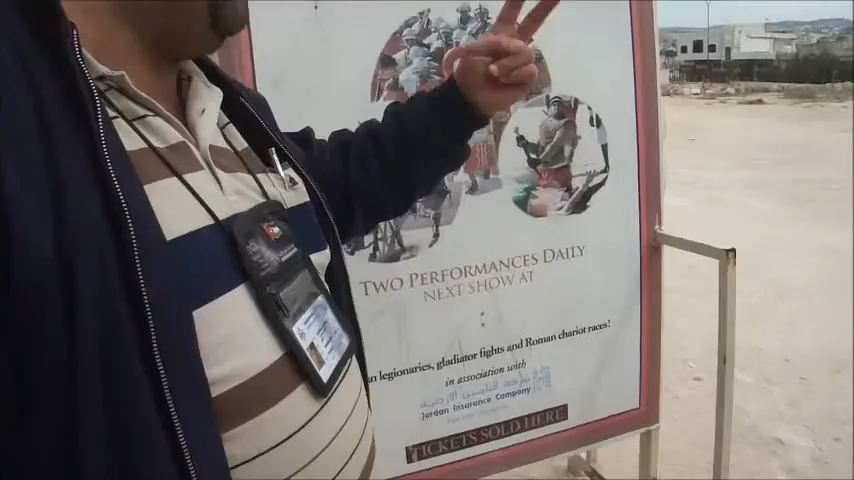 TWO PERFORMANCES DAILY
NEXT SHOW AT
:
an legionaries, gladiator fights and Roman chariot races
in association with
Jordan Insurance Company
TICKETS SOLD HERE